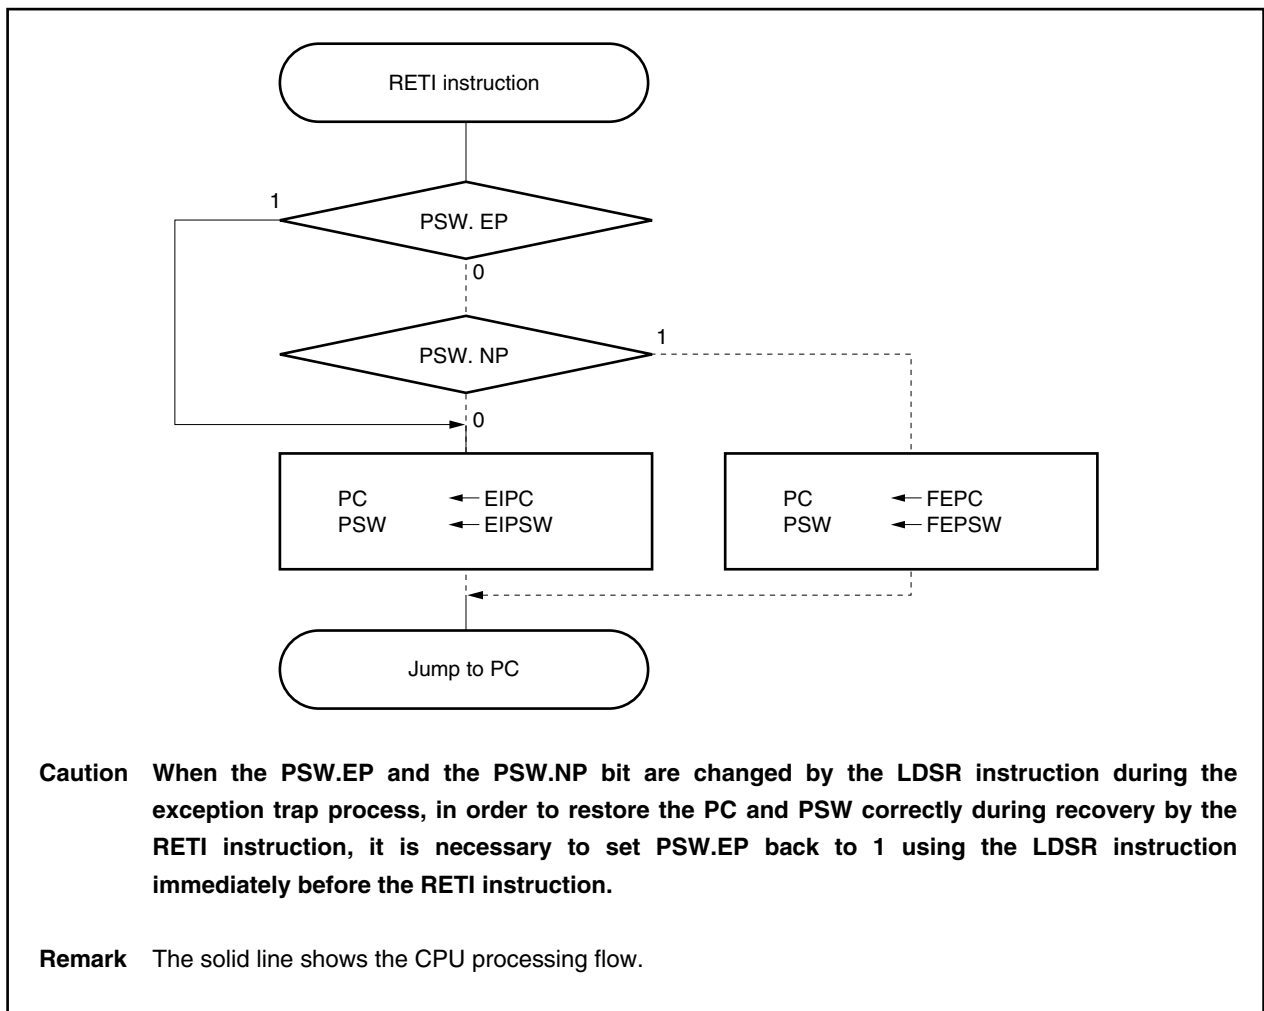 RETI instruction
1
PSW. EP
0
PSW. NP
1
0
PC ← EIPC
PSW ← EIPSW
PC ← FEPC
PSW ← FEPSW
Jump to PC
Caution When the PSW.EP and the PSW.NP bit are changed by the LDSR instruction during the
exception trap process, in order to restore the PC and PSW correctly during recovery by the
RETI instruction, it is necessary to set PSW.EP back to 1 using the LDSR instruction
immediately before the RETI instruction.
Remark The solid line shows the CPU processing flow.